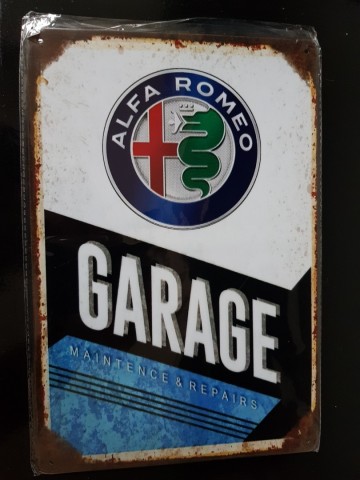 ALFA ROMEO
GARAGE
MAINTENCE & REPAIRS